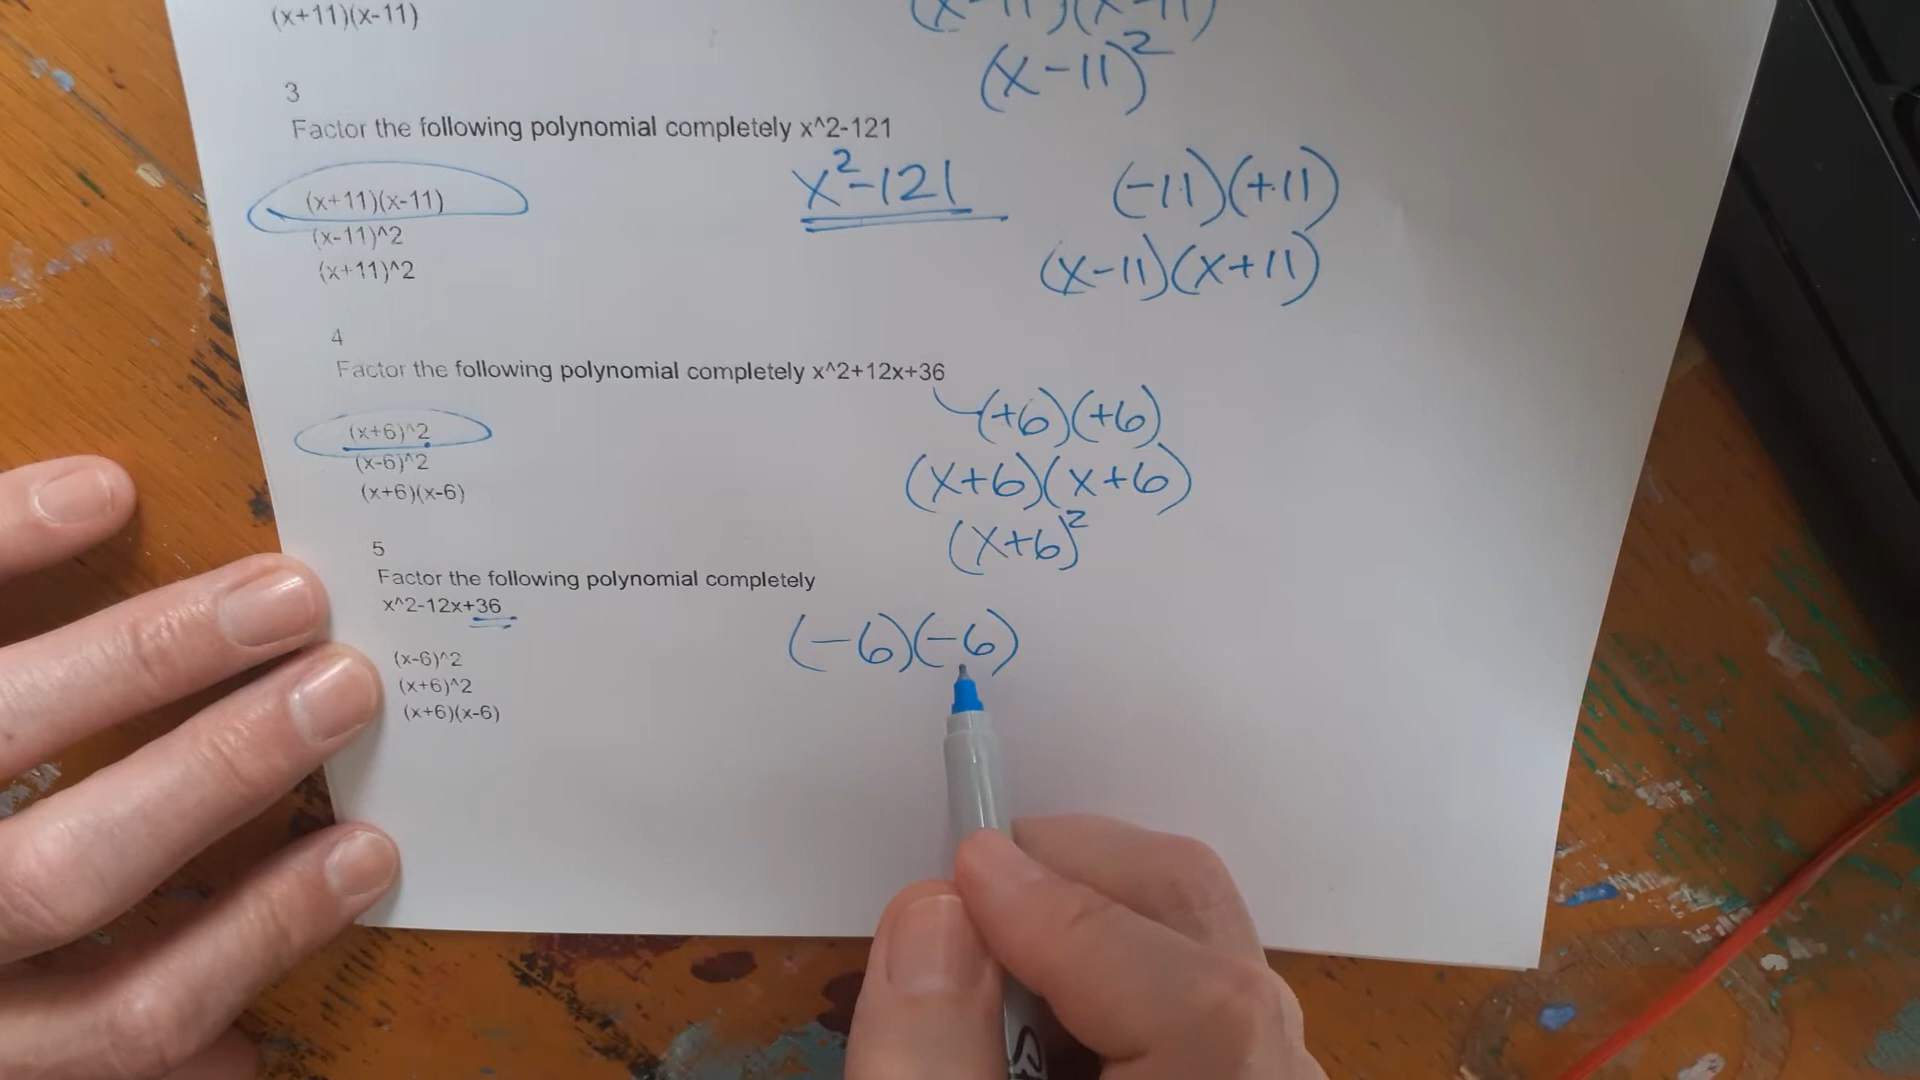 (x+11)(x-11)
(x-11)(x-11)
(x-11)²
3
Factor the following polynomial completely x^2-121
(x+11)(x-11)
(x-11)^2
(x+11)^2
x²-121
(-11)(+11)
(x-11)(x+11)
4
Factor the following polynomial completely x^2+12x+36
(x+6)^2
(x-6)^2
(x+6)(x-6)
(+6)(+6)
(x+6)(x+6)
(x+6)²
5
Factor the following polynomial completely
x^2-12x+36
(x-6)^2
(x+6)^2
(x+6)(x-6)
(-6)(-6)